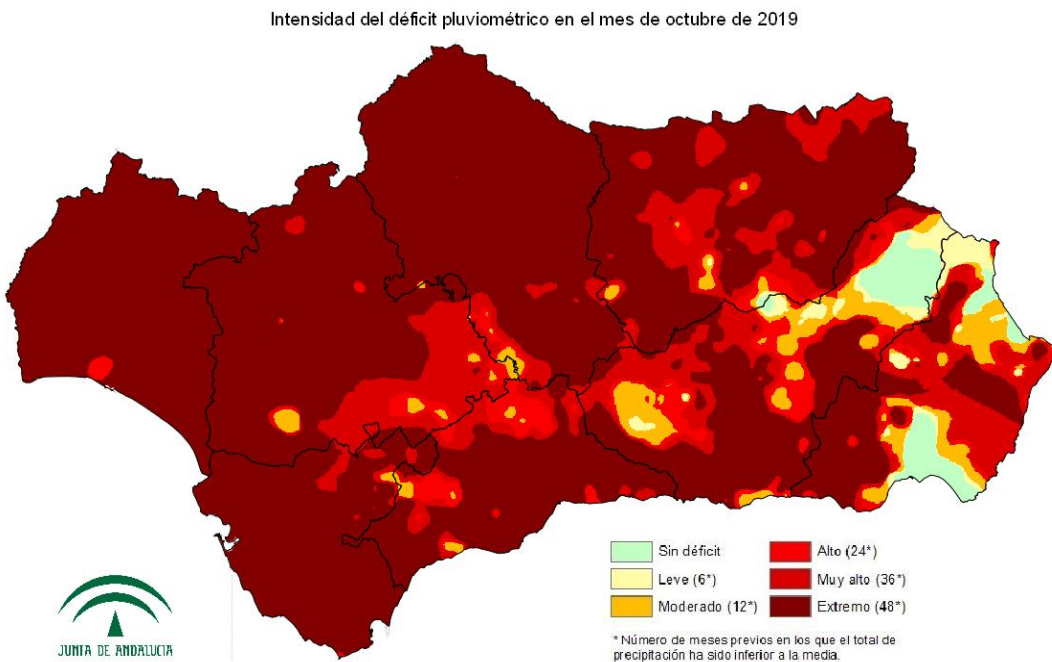 Intensidad del déficit pluviométrico en el mes de octubre de 2019
Sin déficit
Leve (6*)
Moderado (12*)
Alto (24*)
Muy alto (36*)
Extremo (48*)
* Número de meses previos en los que el total de
precipitación ha sido inferior a la media.
JUNTA DE ANDALUCIA